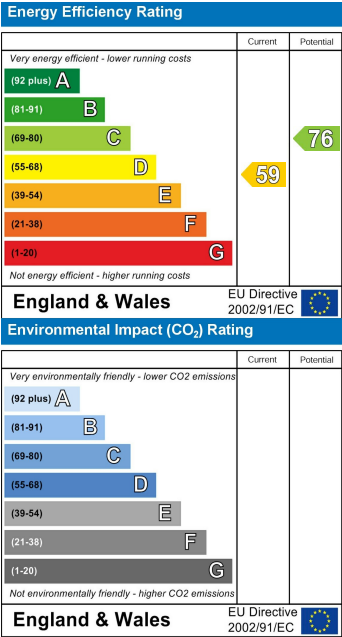 Energy Efficiency Rating
Current Potential
Very energy efficient - lower running costs
(92 plus) A
(81-91) B
(69-80) C 76
(55-68) D 59
(39-54) E
(21-38) F
(1-20) G
Not energy efficient - higher running costs
England & Wales
EU Directive
2002/91/EC
Environmental Impact (CO2) Rating
Current Potential
Very environmentally friendly - lower CO2 emissions
(92 plus) A
(81-91) B
(69-80) C
(55-68) D
(39-54) E
(21-38) F
(1-20) G
Not environmentally friendly - higher CO2 emissions
England & Wales
EU Directive
2002/91/EC